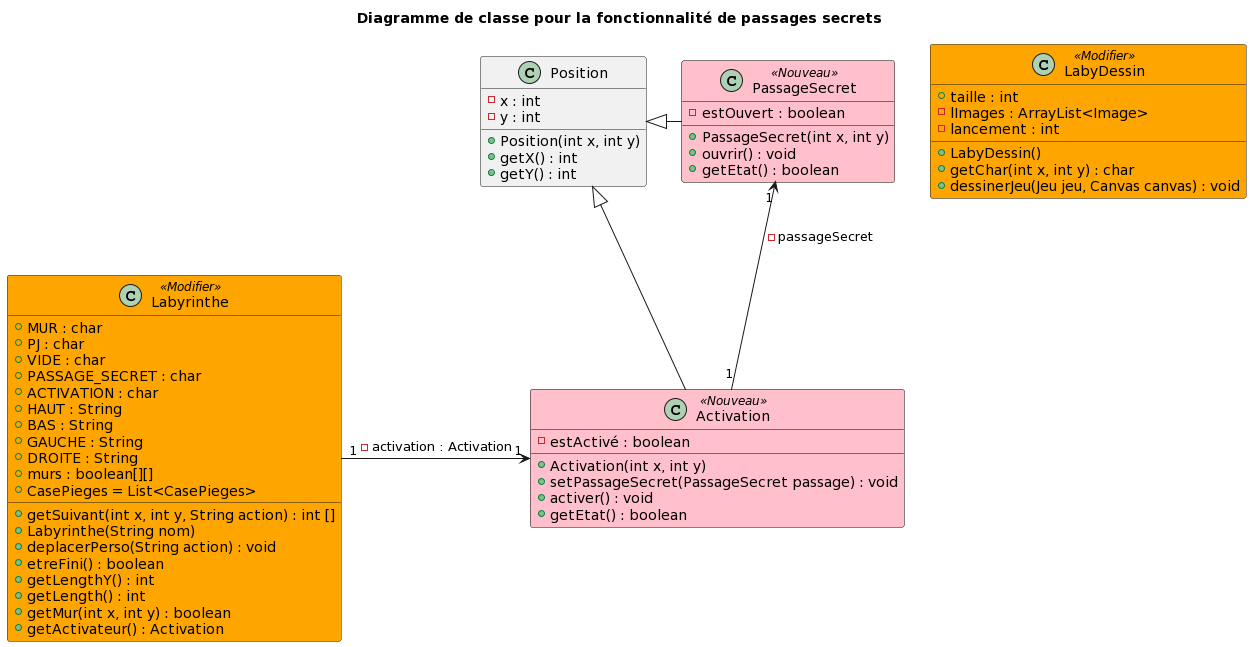 Diagramme de classe pour la fonctionnalité de passages secrets
C Position
x : int
y : int
Position(int x, int y)
getX() : int
getY() : int
«Nouveau»
C PassageSecret
estOuvert : boolean
PassageSecret(int x, int y)
ouvrir() : void
getEtat() : boolean
«Modifier»
C LabyDessin
taille : int
lImages : ArrayList<Image>
lancement : int
LabyDessin()
getChar(int x, int y) : char
dessinerJeu(Jeu jeu, Canvas canvas) : void
1
passageSecret
1
«Modifier»
C Labyrinthe
MUR : char
PJ : char
VIDE : char
PASSAGE_SECRET : char
ACTIVATION : char
HAUT : String
BAS : String
GAUCHE : String
DROITE : String
murs : boolean[][]
CasePieges = List<CasePieges>
getSuivant(int x, int y, String action) : int []
Labyrinthe(String nom)
deplacerPerso(String action) : void
etreFini() : boolean
getLengthY() : int
getLength() : int
getMur(int x, int y) : boolean
getActivateur() : Activation
1 activation : Activation 1
«Nouveau»
C Activation
estActivé : boolean
Activation(int x, int y)
setPassageSecret(PassageSecret passage) : void
activer() : void
getEtat() : boolean